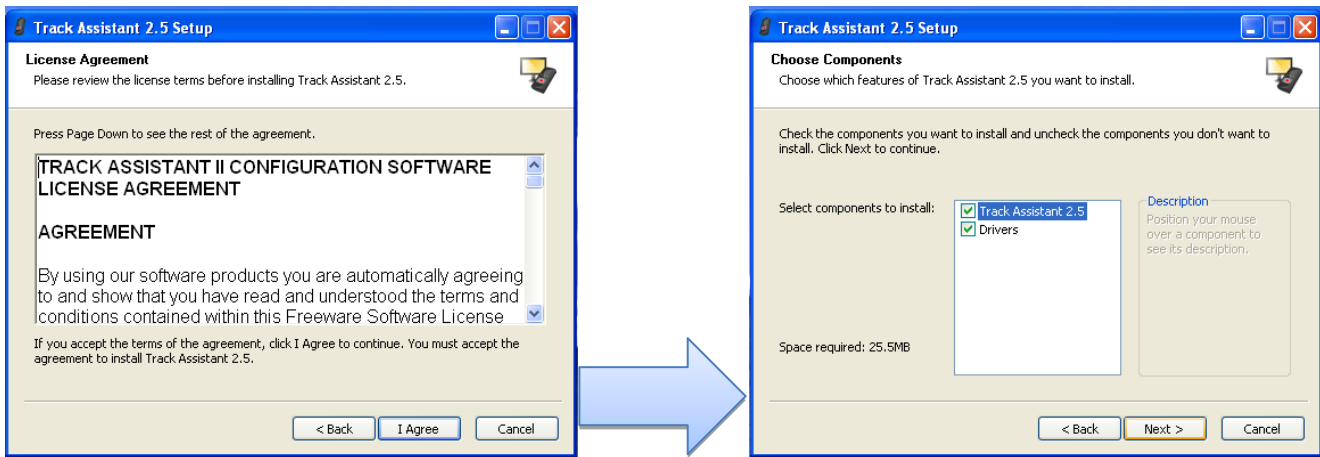 Track Assistant 2.5 Setup
License Agreement
Please review the license terms before installing Track Assistant 2.5.
Press Page Down to see the rest of the agreement.
TRACK ASSISTANT II CONFIGURATION SOFTWARE
LICENSE AGREEMENT
AGREEMENT
By using our software products you are automatically agreeing
to and show that you have read and understood the terms and
conditions contained within this Freeware Software License
If you accept the terms of the agreement, click I Agree to continue. You must accept the
agreement to install Track Assistant 2.5.
< Back I Agree Cancel
Track Assistant 2.5 Setup
Choose Components
Choose which features of Track Assistant 2.5 you want to install.
Check the components you want to install and uncheck the components you don't want to
install. Click Next to continue.
Select components to install:
Track Assistant 2.5
Drivers
Description
Position your mouse
over a component to
see its description.
Space required: 25.5MB
< Back Next > Cancel